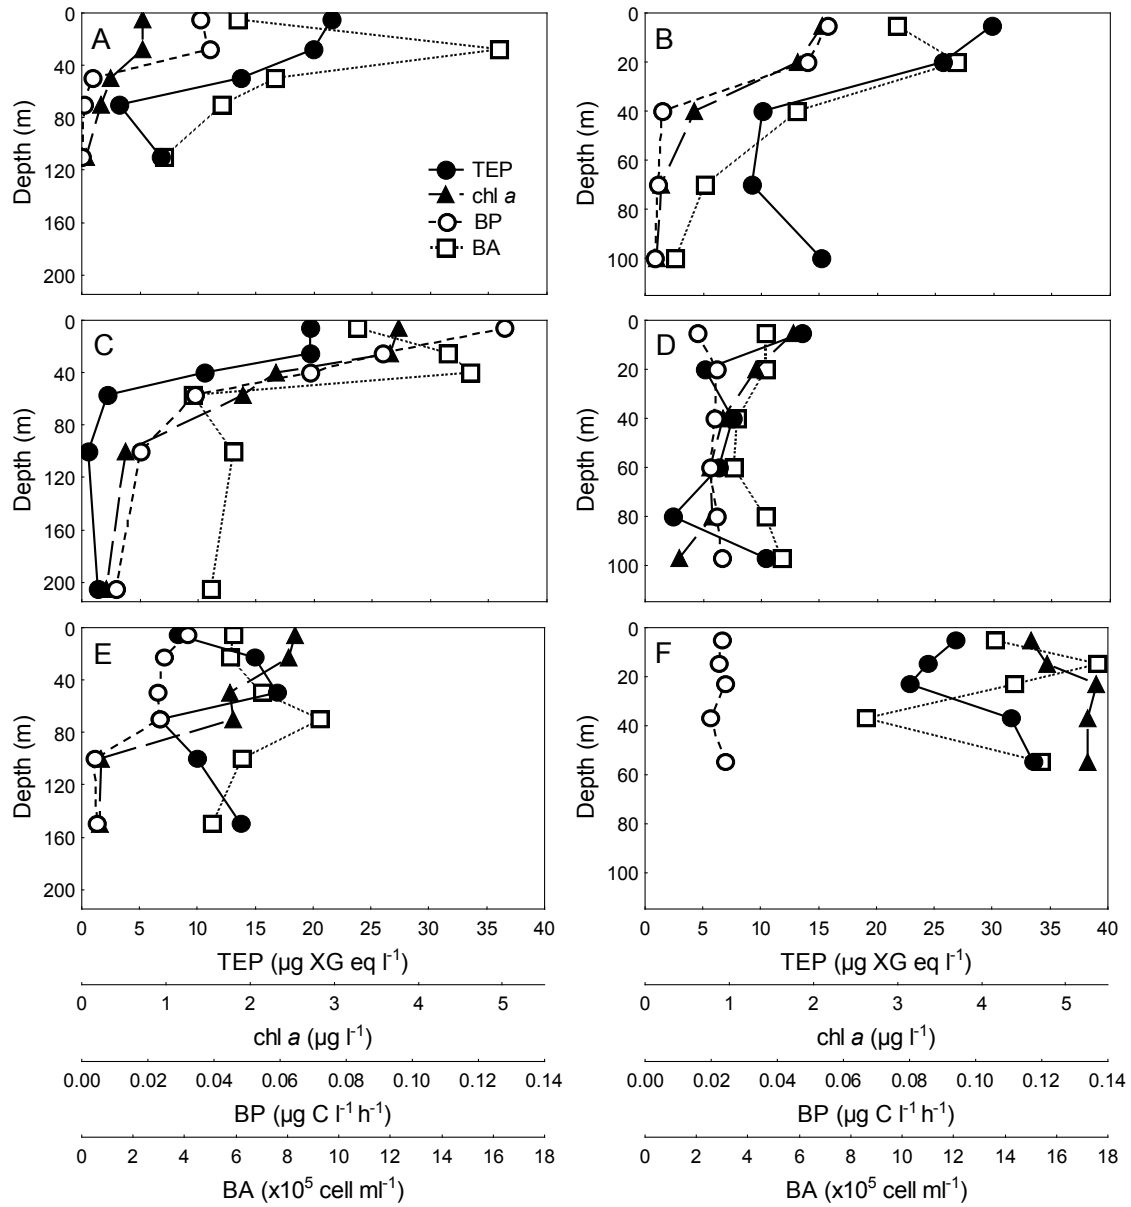 A
0
40
80
120
160
200
Depth (m)
TEP
chl a
BP
BA
B
0
20
40
60
80
100
Depth (m)
C
0
40
80
120
160
200
Depth (m)
D
0
20
40
60
80
100
Depth (m)
E
0
40
80
120
160
200
Depth (m)
F
0
20
40
60
80
100
Depth (m)
0 5 10 15 20 25 30 35 40
TEP (µg XG eq l⁻¹)
0 1 2 3 4 5
chl a (µg l⁻¹)
0.00 0.02 0.04 0.06 0.08 0.10 0.12 0.14
BP (µg C l⁻¹ h⁻¹)
0 2 4 6 8 10 12 14 16 18
BA (x10⁵ cell ml⁻¹)
0 5 10 15 20 25 30 35 40
TEP (µg XG eq l⁻¹)
0 1 2 3 4 5
chl a (µg l⁻¹)
0.00 0.02 0.04 0.06 0.08 0.10 0.12 0.14
BP (µg C l⁻¹ h⁻¹)
0 2 4 6 8 10 12 14 16 18
BA (x10⁵ cell ml⁻¹)